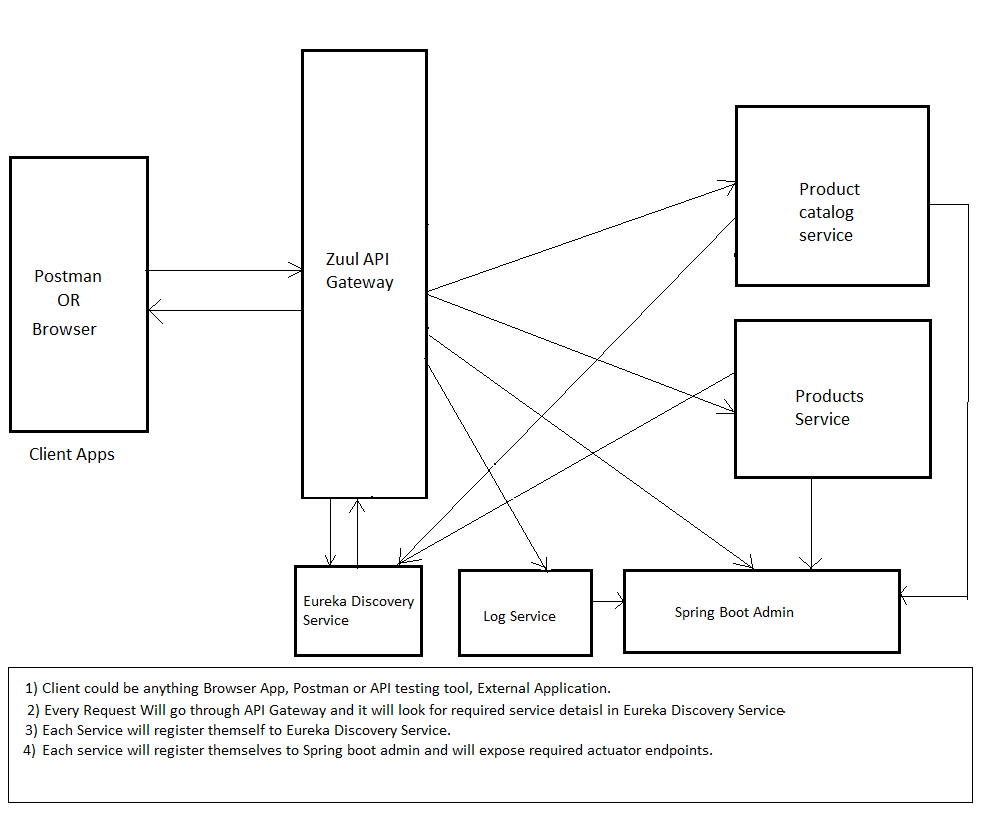 Zuul API
Gateway
Postman
OR
Browser
Client Apps
Product
catalog
service
Products
Service
Eureka Discovery
Service
Log Service
Spring Boot Admin
1) Client could be anything Browser App, Postman or API testing tool, External Application.
2) Every Request Will go through API Gateway and it will look for required service detaisl in Eureka Discovery Service.
3) Each Service will register themself to Eureka Discovery Service.
4) Each service will register themselves to Spring boot admin and will expose required actuator endpoints.